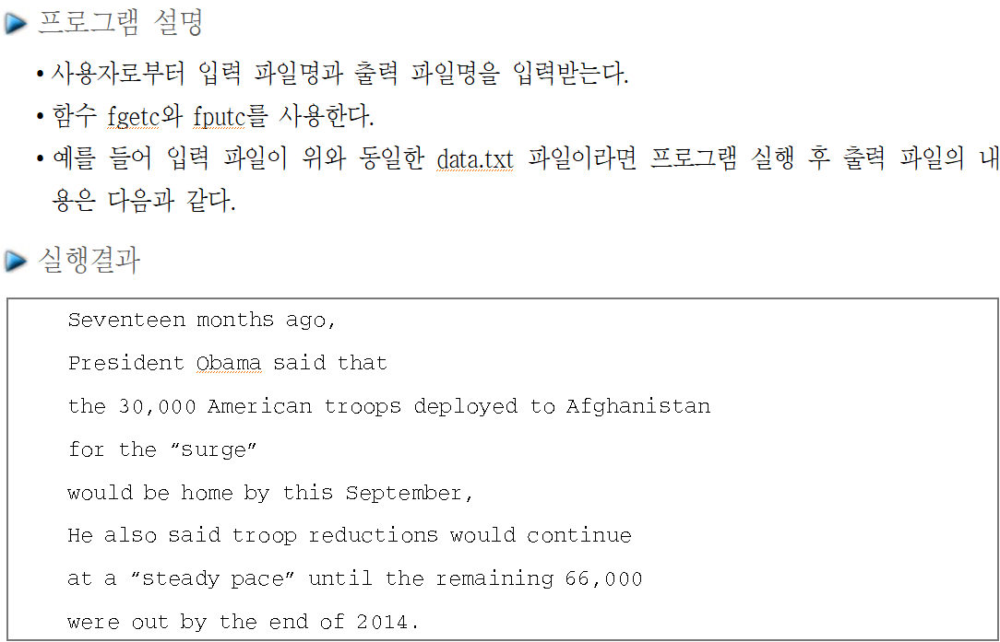 프로그램 설명
• 사용자로부터 입력 파일명과 출력 파일명을 입력받는다.
• 함수 fgetc와 fputc를 사용한다.
• 예를 들어 입력 파일이 위와 동일한 data.txt 파일이라면 프로그램 실행 후 출력 파일의 내
용은 다음과 같다.
실행결과
Seventeen months ago,
President Obama said that
the 30,000 American troops deployed to Afghanistan
for the “surge”
would be home by this September,
He also said troop reductions would continue
at a “steady pace” until the remaining 66,000
were out by the end of 2014.